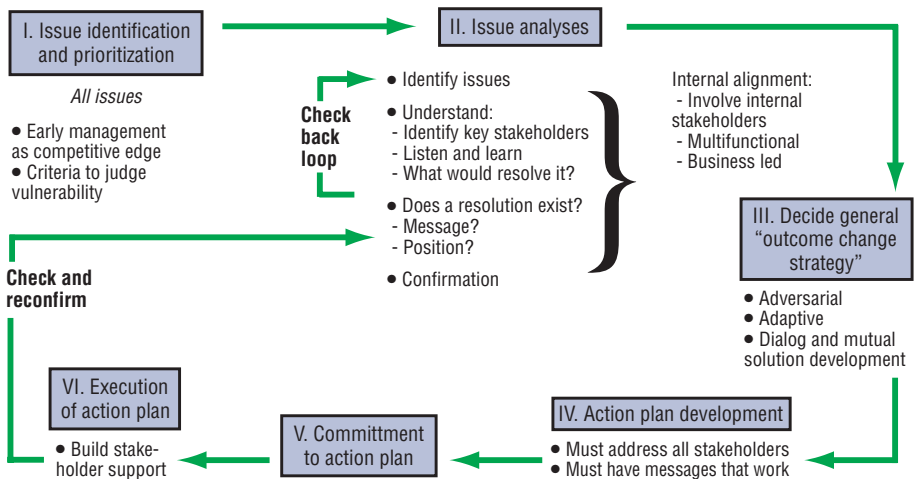 I. Issue identification
and prioritization
All issues
● Early management
as competitive edge
● Criteria to judge
vulnerability
II. Issue analyses
Check
back
loop
● Identify issues
● Understand:
- Identify key stakeholders
- Listen and learn
- What would resolve it?
● Does a resolution exist?
- Message?
- Position?
● Confirmation
Internal alignment:
- Involve internal
stakeholders
- Multifunctional
- Business led
III. Decide general
“outcome change
strategy”
● Adversarial
● Adaptive
● Dialog and mutual
solution development
IV. Action plan development
● Must address all stakeholders
● Must have messages that work
V. Committment
to action plan
VI. Execution
of action plan
● Build stake-
holder support
Check and
reconfirm